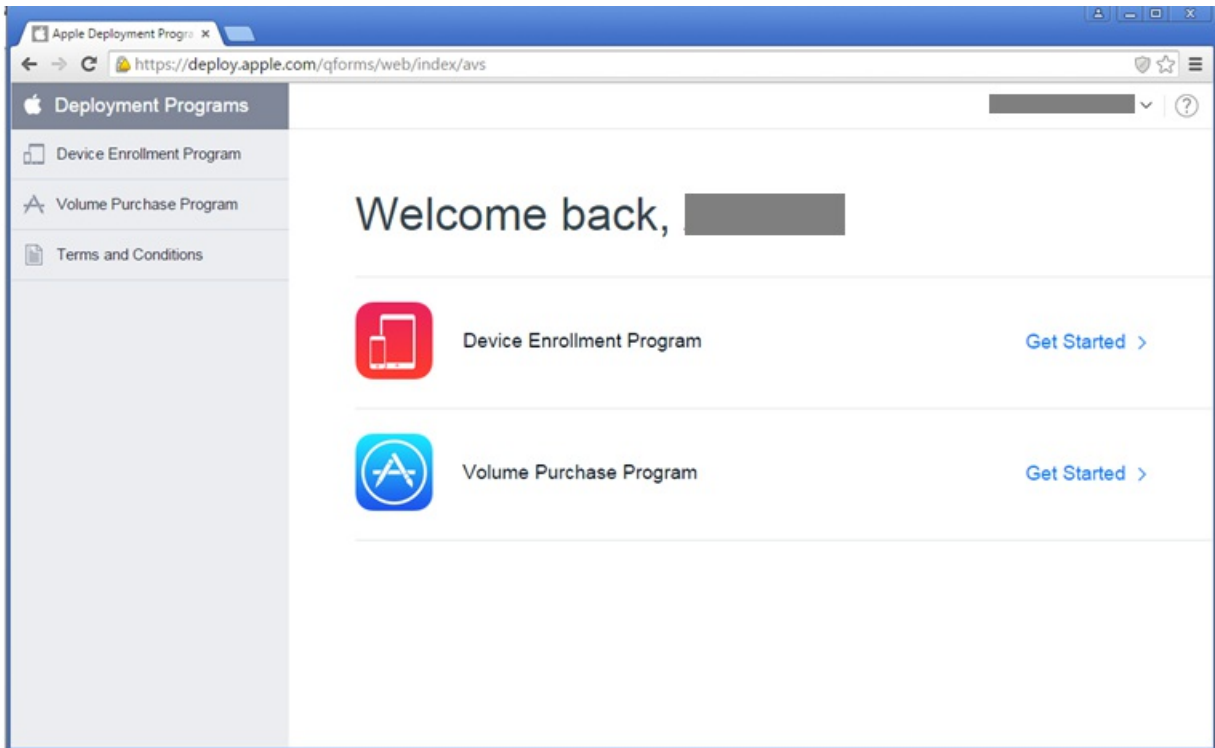 Apple Deployment Progra
https://deploy.apple.com/qforms/web/index/avs
Deployment Programs
Device Enrollment Program
Volume Purchase Program
Terms and Conditions
Welcome back,
Device Enrollment Program Get Started
Volume Purchase Program Get Started